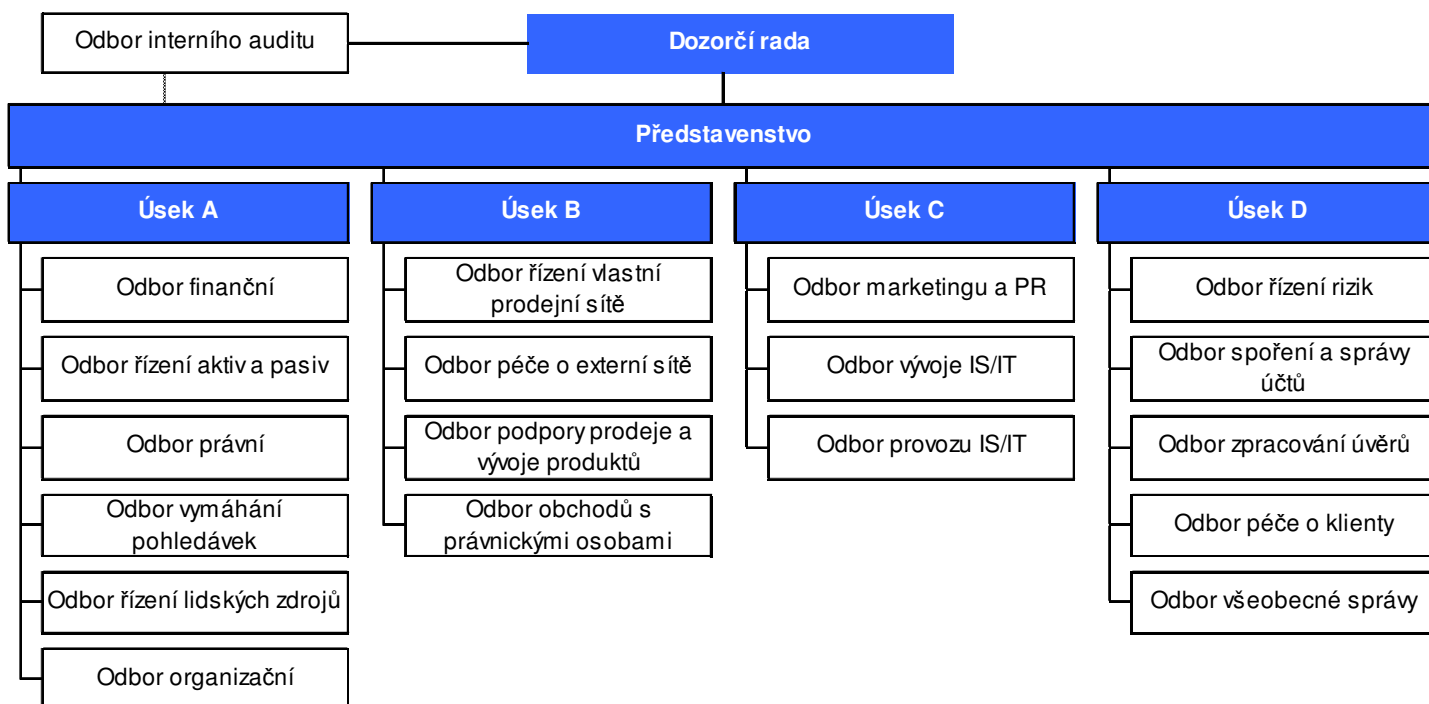 Odbor interního auditu
Dozorčí rada
Představenstvo
Úsek A
Odbor finanční
Odbor řízení aktiv a pasiv
Odbor právní
Odbor vymáhání
pohledávek
Odbor řízení lidských zdrojů
Odbor organizační
Úsek B
Odbor řízení vlastní
prodejní sítě
Odbor péče o externí sítě
Odbor podpory prodeje a
vývoje produktů
Odbor obchodů s
právnickými osobami
Úsek C
Odbor marketingu a PR
Odbor vývoje IS/IT
Odbor provozu IS/IT
Úsek D
Odbor řízení rizik
Odbor spoření a správy
účtů
Odbor zpracování úvěrů
Odbor péče o klienty
Odbor všeobecné správy